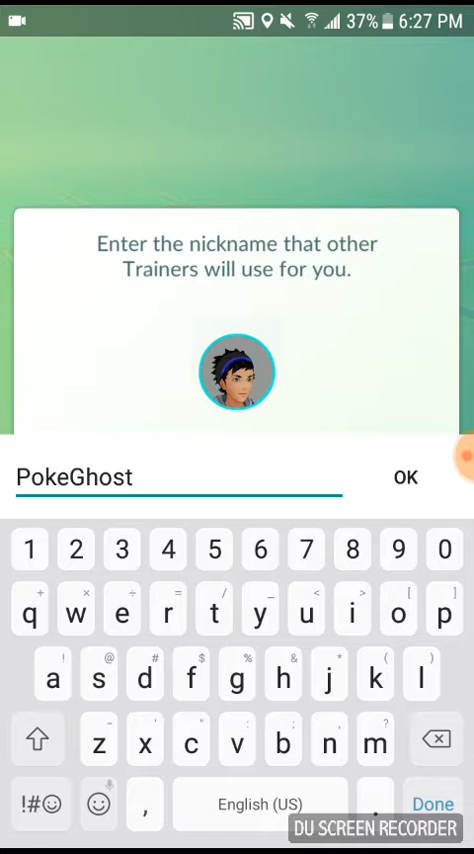 37% 6:27 PM
Enter the nickname that other
Trainers will use for you.
PokeGhost OK
1 2 3 4 5 6 7 8 9 0
+ × ÷ = / _ < > [ ]
q w e r t y u i o p
! @ # $ % & * ( )
a s d f g h j k l
- ' " : ; , ?
z x c v b n m
!#☺ , English (US) . Done
DU SCREEN RECORDER